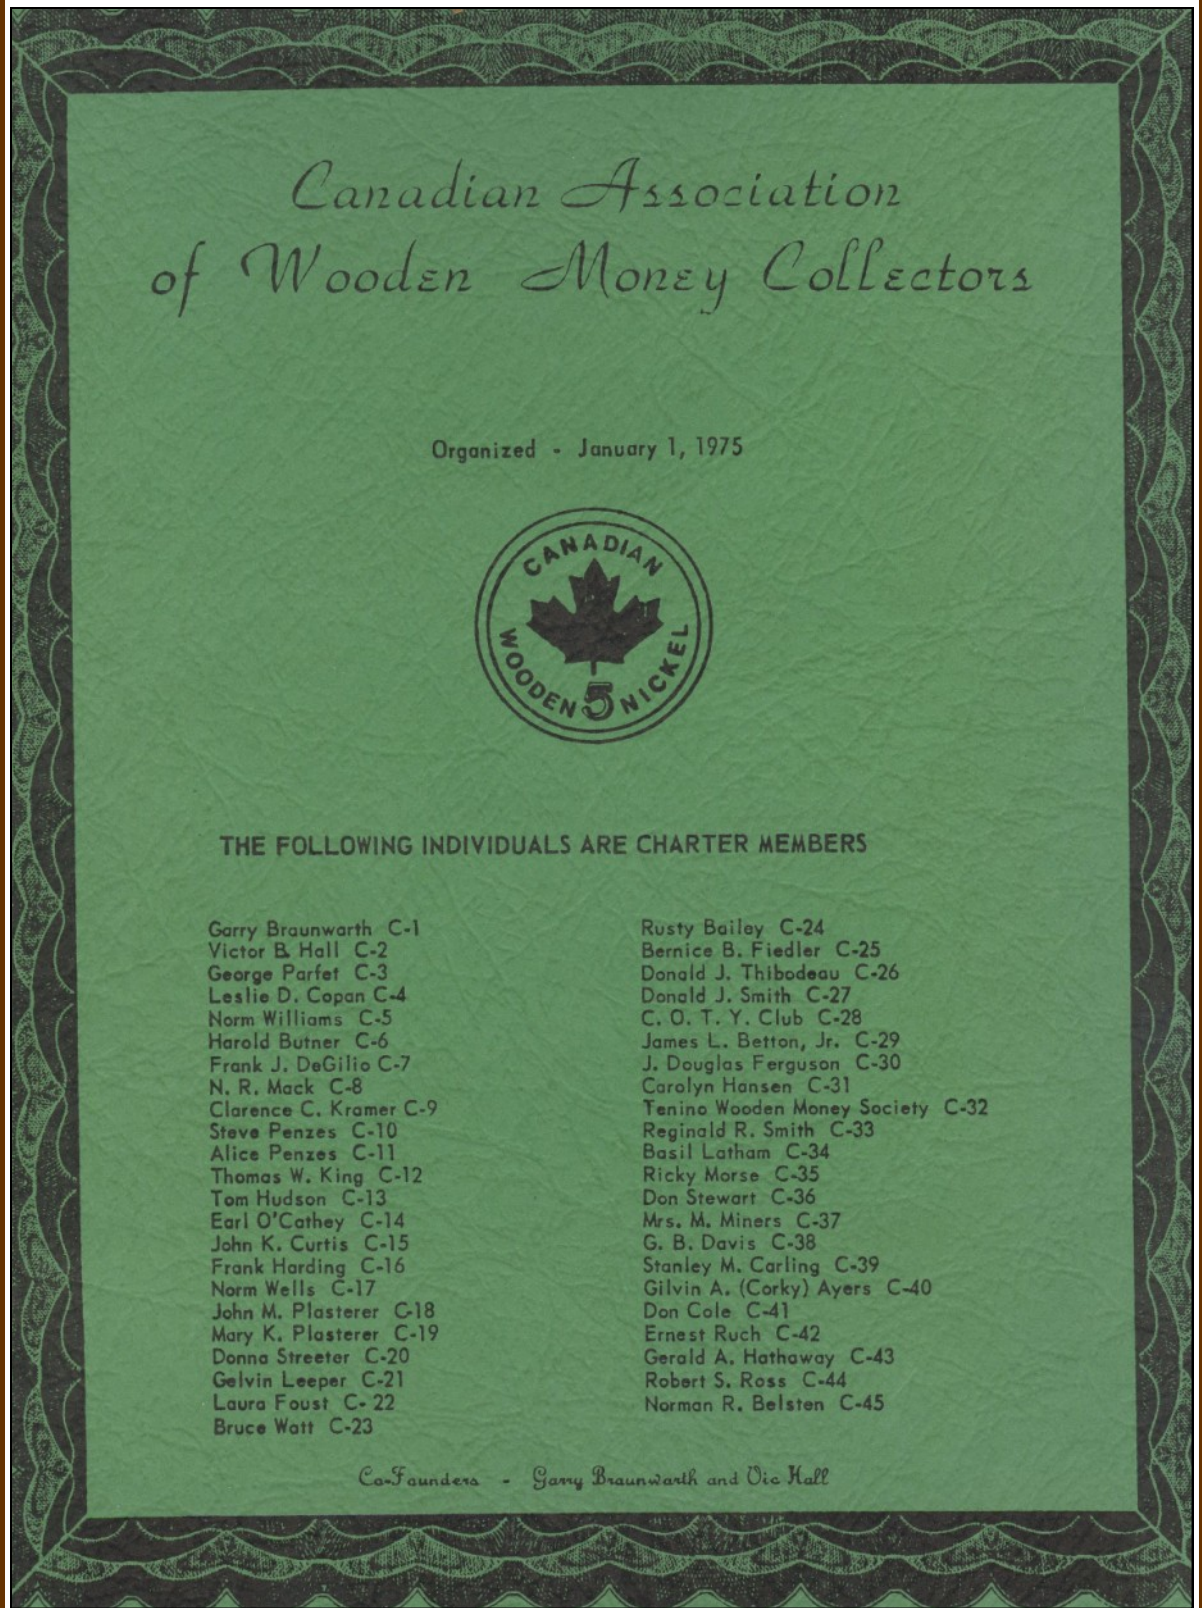 Canadian Association
of Wooden Money Collectors
Organized - January 1, 1975
CANADIAN
WOODEN 5 NICKEL
THE FOLLOWING INDIVIDUALS ARE CHARTER MEMBERS
Garry Braunwarth C-1
Victor B. Hall C-2
George Parfet C-3
Leslie D. Copan C-4
Norm Williams C-5
Harold Butner C-6
Frank J. DeGilio C-7
N. R. Mack C-8
Clarence C. Kramer C-9
Steve Penzes C-10
Alice Penzes C-11
Thomas W. King C-12
Tom Hudson C-13
Earl O'Cathey C-14
John K. Curtis C-15
Frank Harding C-16
Norm Wells C-17
John M. Plasterer C-18
Mary K. Plasterer C-19
Donna Streeter C-20
Gelvin Leeper C-21
Laura Foust C- 22
Bruce Watt C-23
Rusty Bailey C-24
Bernice B. Fiedler C-25
Donald J. Thibodeau C-26
Donald J. Smith C-27
C. O. T. Y. Club C-28
James L. Betton, Jr. C-29
J. Douglas Ferguson C-30
Carolyn Hansen C-31
Tenino Wooden Money Society C-32
Reginald R. Smith C-33
Basil Latham C-34
Ricky Morse C-35
Don Stewart C-36
Mrs. M. Miners C-37
G. B. Davis C-38
Stanley M. Carling C-39
Gilvin A. (Corky) Ayers C-40
Don Cole C-41
Ernest Ruch C-42
Gerald A. Hathaway C-43
Robert S. Ross C-44
Norman R. Belsten C-45
Co-Founders - Garry Braunwarth and Vic Hall